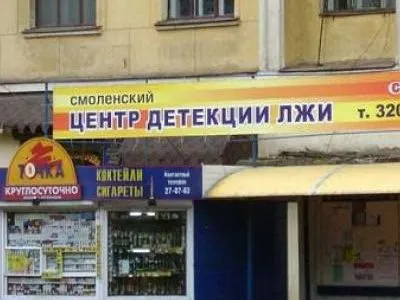 СМОЛЕНСКИЙ
ЦЕНТР ДЕТЕКЦИИ ЛЖИ
т. 320
ТОЧКА
КРУГЛОСУТОЧНО
КОКТЕЙЛИ
СИГАРЕТЫ
Контактный
телефон
27-07-63